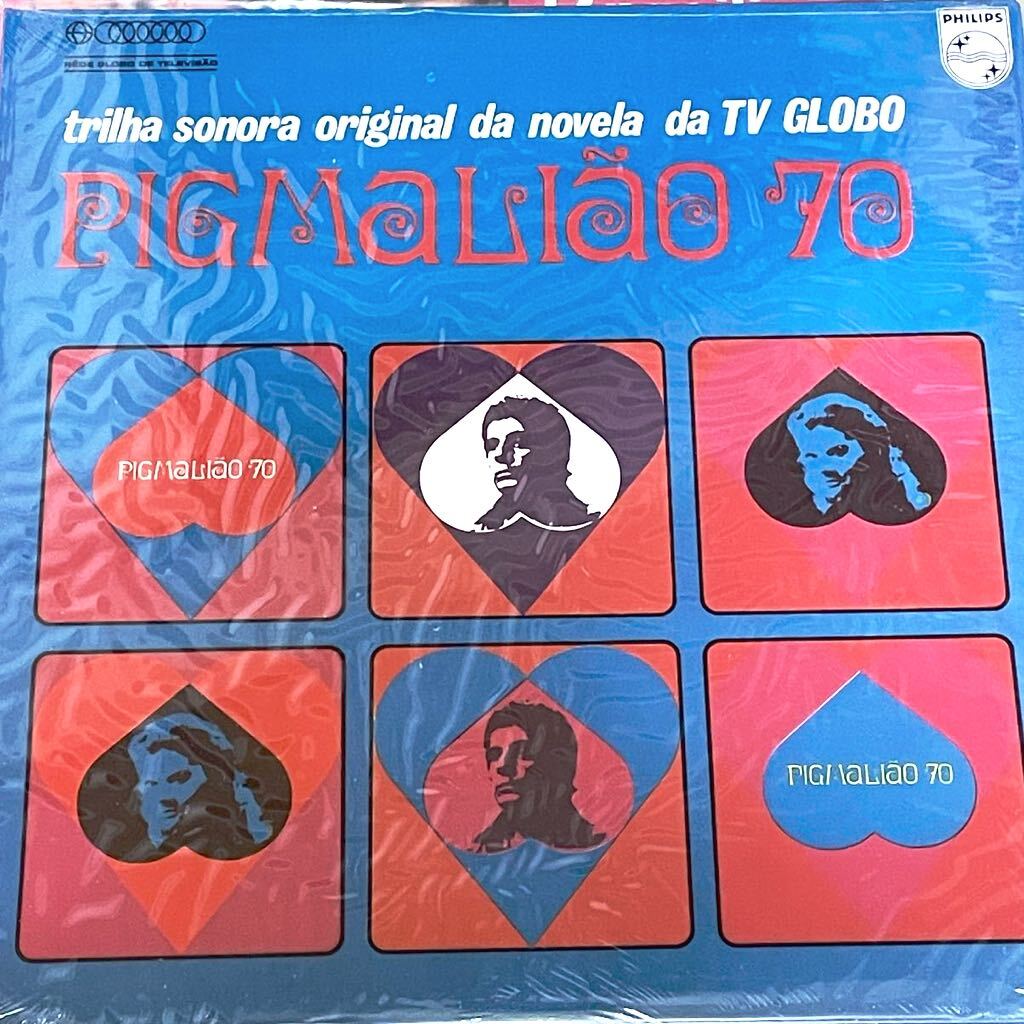 REDE GLOBO DE TELEVISÃO
PHILIPS
trilha sonora original da novela da TV GLOBO
PIGMALIÃO 70
PIGMALIÃO 70
PIGMALIÃO 70